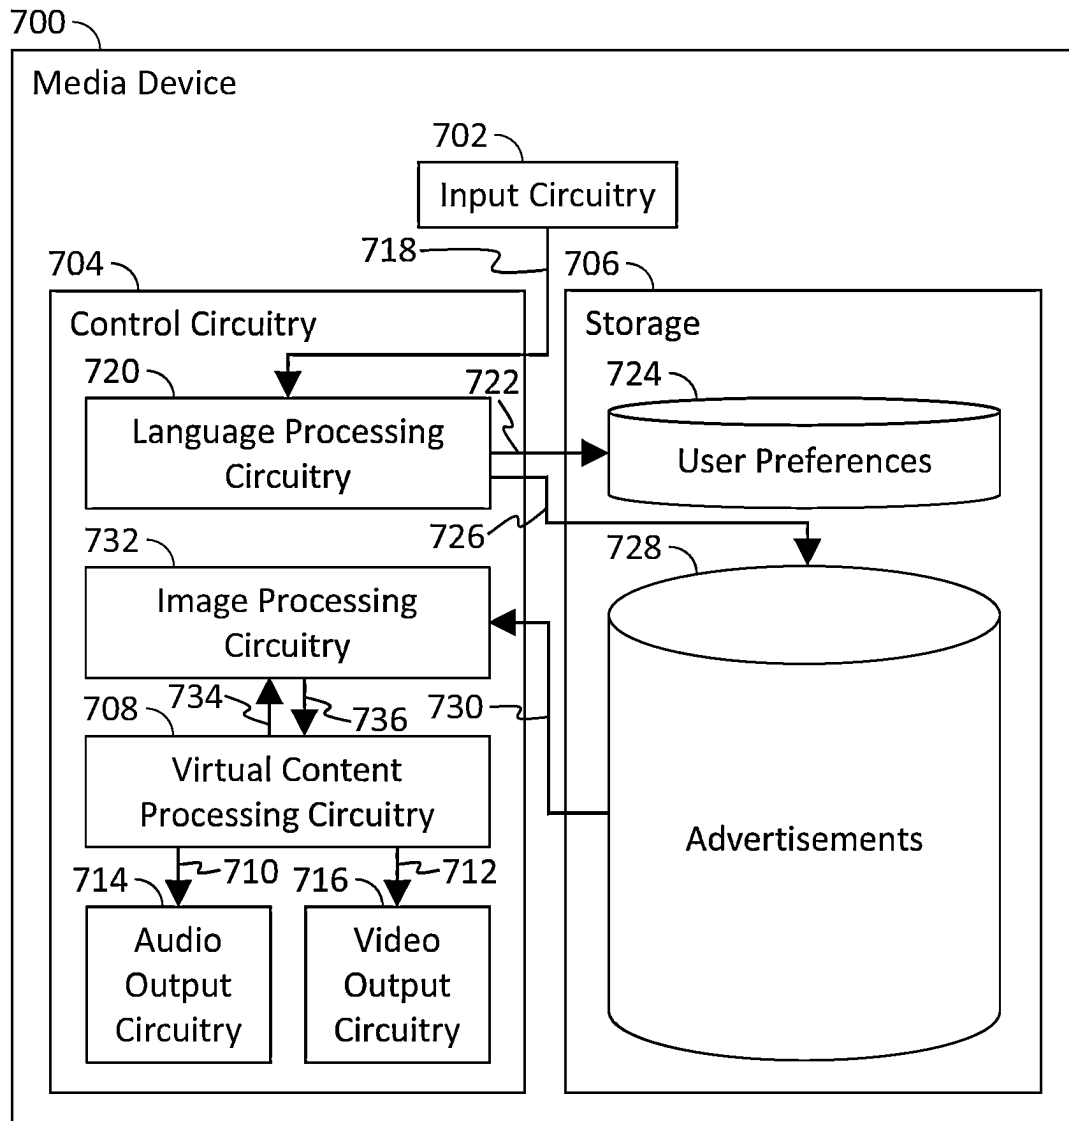 700
Media Device
702
Input Circuitry
718
704
706
Control Circuitry
Storage
720
722
724
Language Processing
Circuitry
User Preferences
726
732
728
Image Processing
Circuitry
734
736
730
708
Virtual Content
Processing Circuitry
Advertisements
710
712
714
716
Audio
Output
Circuitry
Video
Output
Circuitry